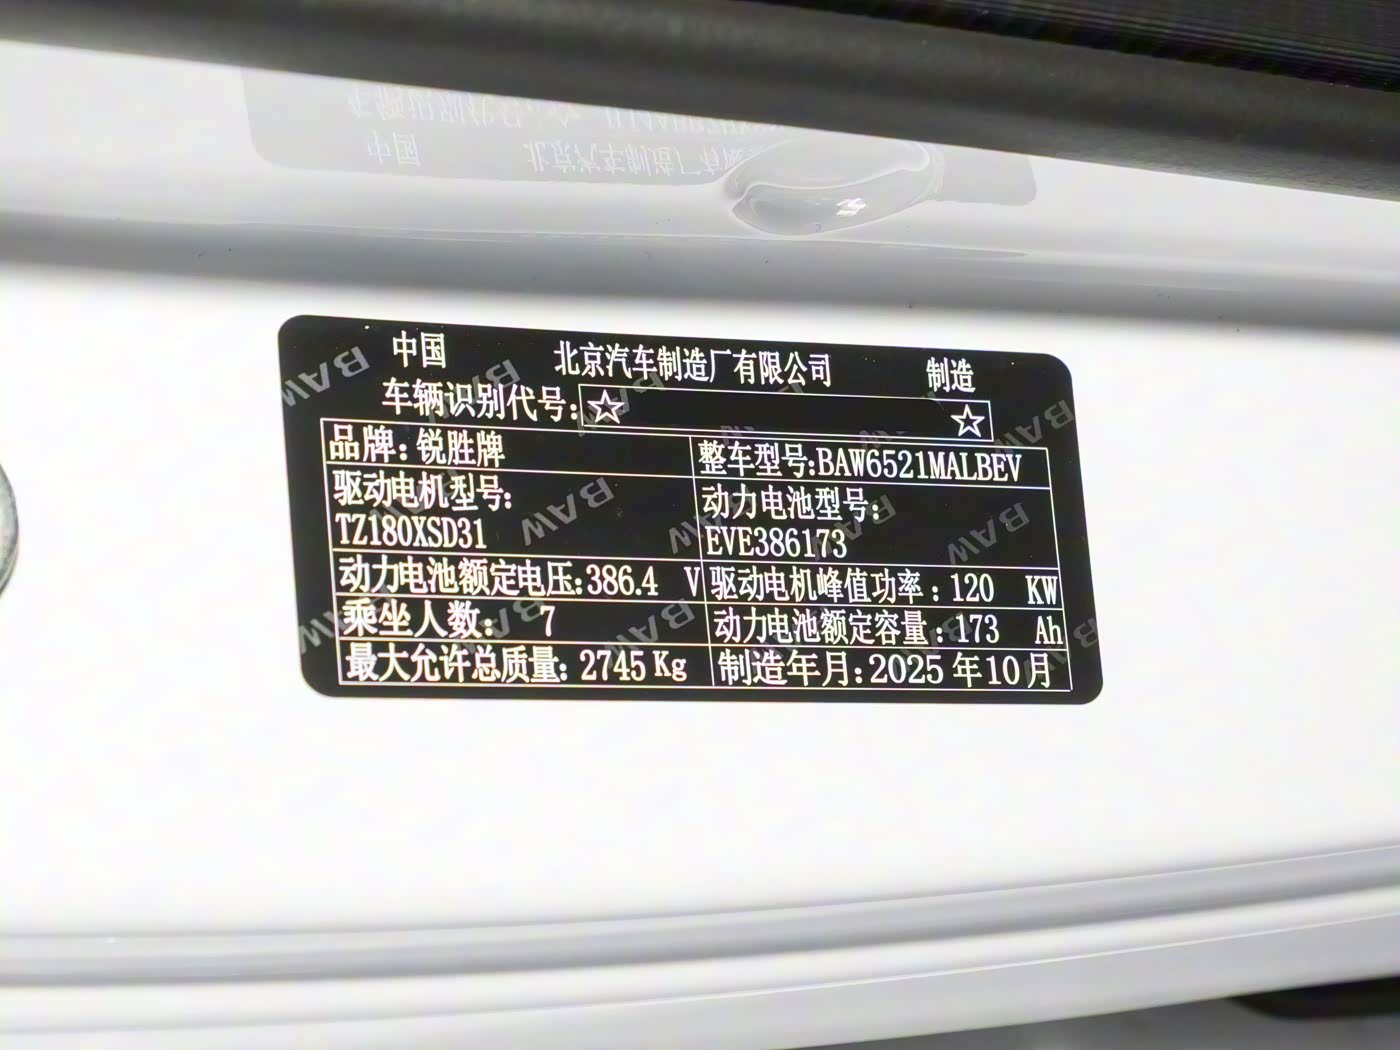 中国 北京汽车制造厂有限公司 制造
车辆识别代号:☆ ☆
品牌:锐胜牌 整车型号:BAW6521MALBEV
驱动电机型号: 动力电池型号:
TZ180XSD31 EVE386173
动力电池额定电压:386.4 V 驱动电机峰值功率:120 KW
乘坐人数: 7 动力电池额定容量:173 Ah
最大允许总质量:2745Kg 制造年月:2025年10月
BAW